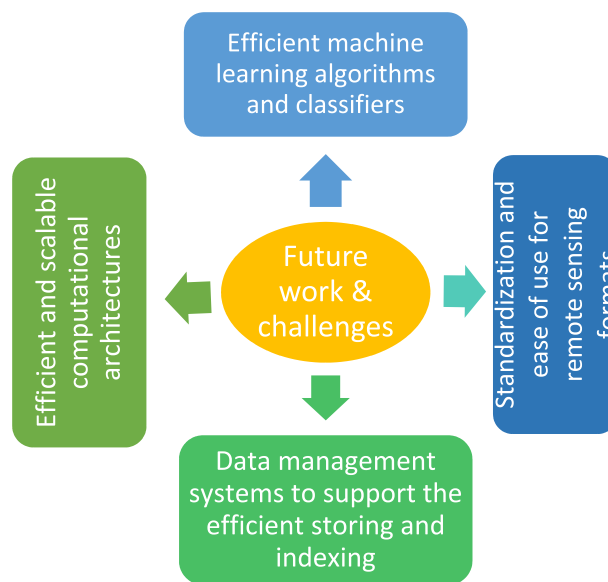 Efficient machine
learning algorithms
and classifiers
Efficient and scalable
computational
architectures
Future
work &
challenges
Standardization and
ease of use for
remote sensing
formats
Data management
systems to support the
efficient storing and
indexing